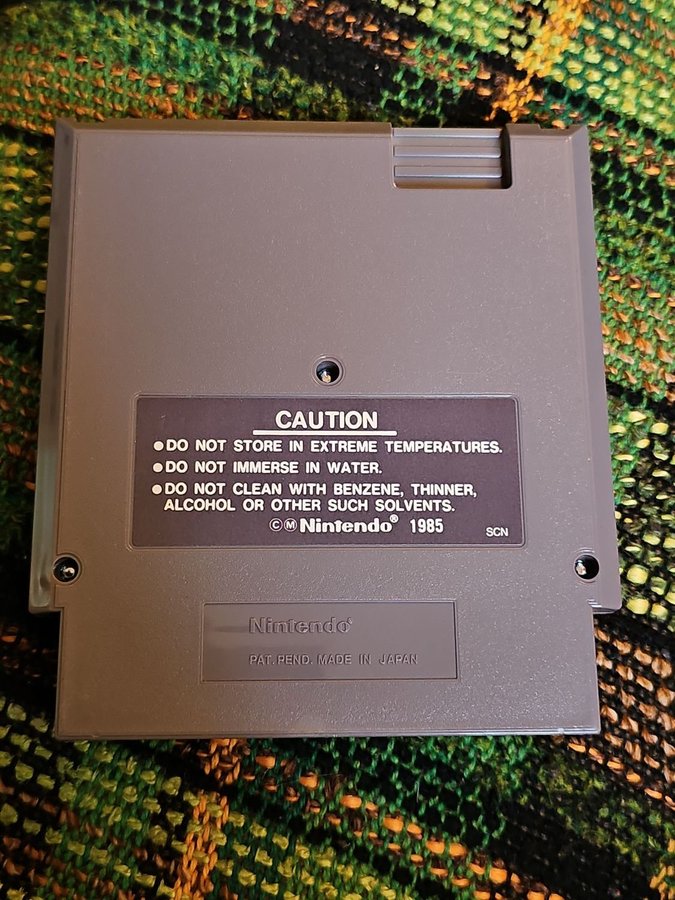 CAUTION
●DO NOT STORE IN EXTREME TEMPERATURES.
●DO NOT IMMERSE IN WATER.
●DO NOT CLEAN WITH BENZENE, THINNER,
ALCOHOL OR OTHER SUCH SOLVENTS.
©Ⓜ Nintendo® 1985
SCN
Nintendo®
PAT. PEND. MADE IN JAPAN